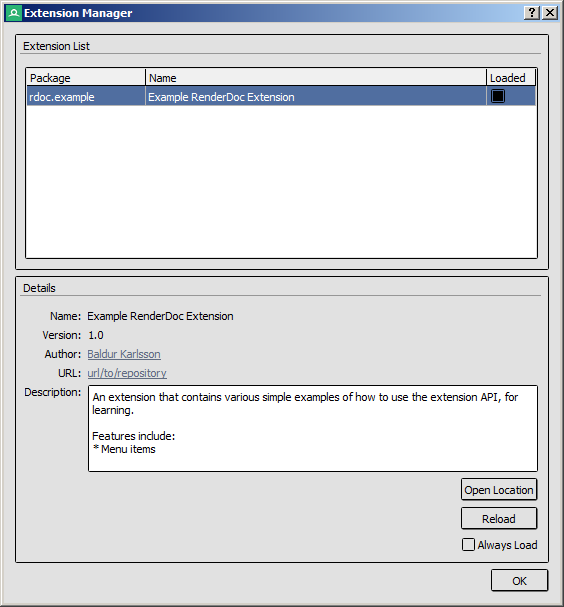 Extension Manager
Extension List
Package Name Loaded
rdoc.example Example RenderDoc Extension
Details
Name: Example RenderDoc Extension
Version: 1.0
Author: Baldur Karlsson
URL: url/to/repository
Description: An extension that contains various simple examples of how to use the extension API, for
learning.
Features include:
* Menu items
Open Location
Reload
Always Load
OK